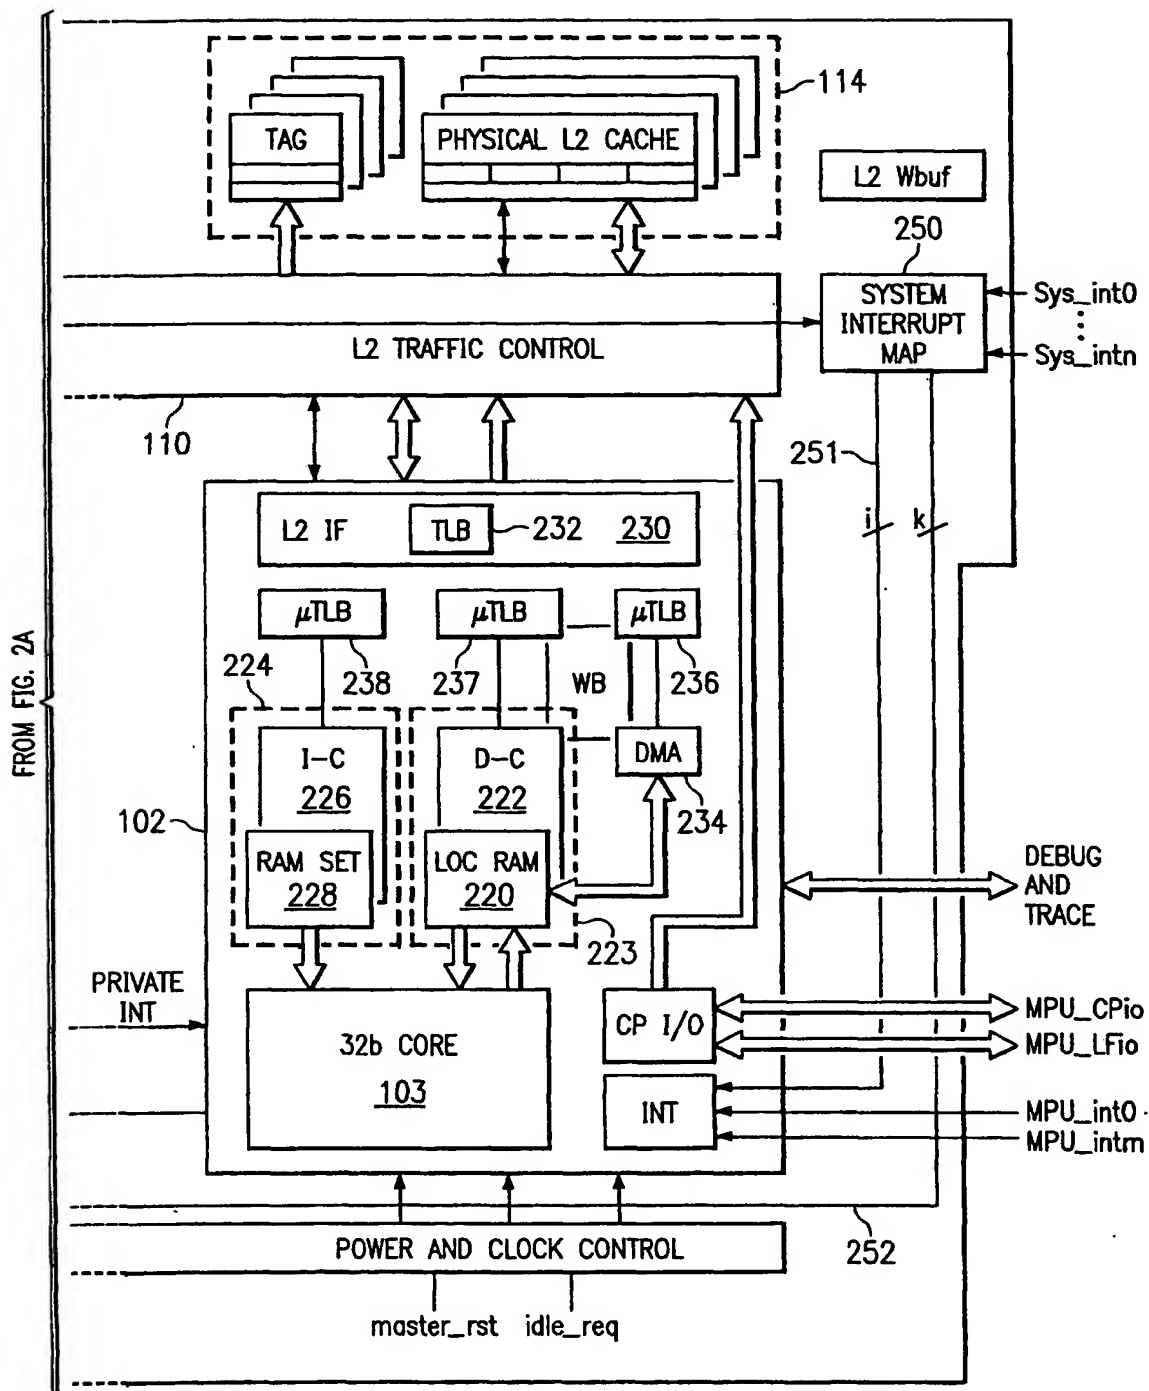 TAG
PHYSICAL L2 CACHE
114
L2 Wbuf
250
SYSTEM
INTERRUPT
MAP
Sys_int0
Sys_intn
L2 TRAFFIC CONTROL
110
251
i
k
L2 IF
TLB
232
230
μTLB
μTLB
μTLB
238
237
WB
236
224
FROM FIG. 2A
I-C
226
D-C
222
DMA
234
102
RAM SET
228
LOC RAM
220
223
DEBUG
AND
TRACE
PRIVATE
INT
32b CORE
103
CP I/O
MPU_CPio
MPU_LFio
INT
MPU_int0
MPU_intm
252
POWER AND CLOCK CONTROL
master_rst
idle_req